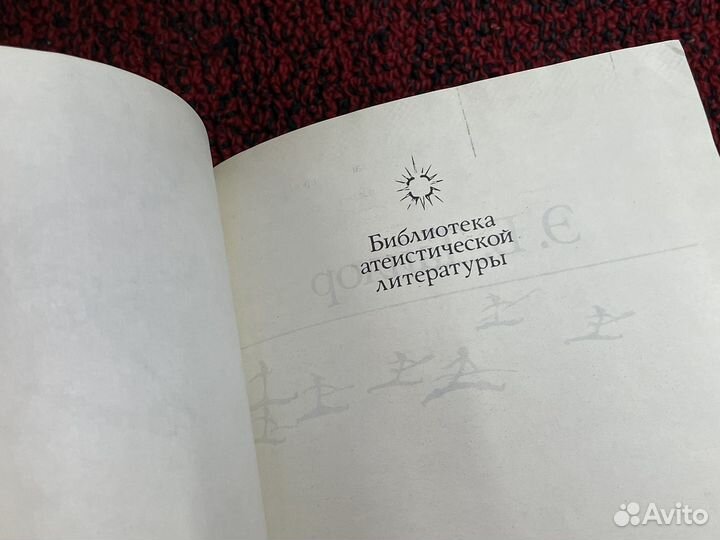 Библиотека
атеистической
литературы
Avito